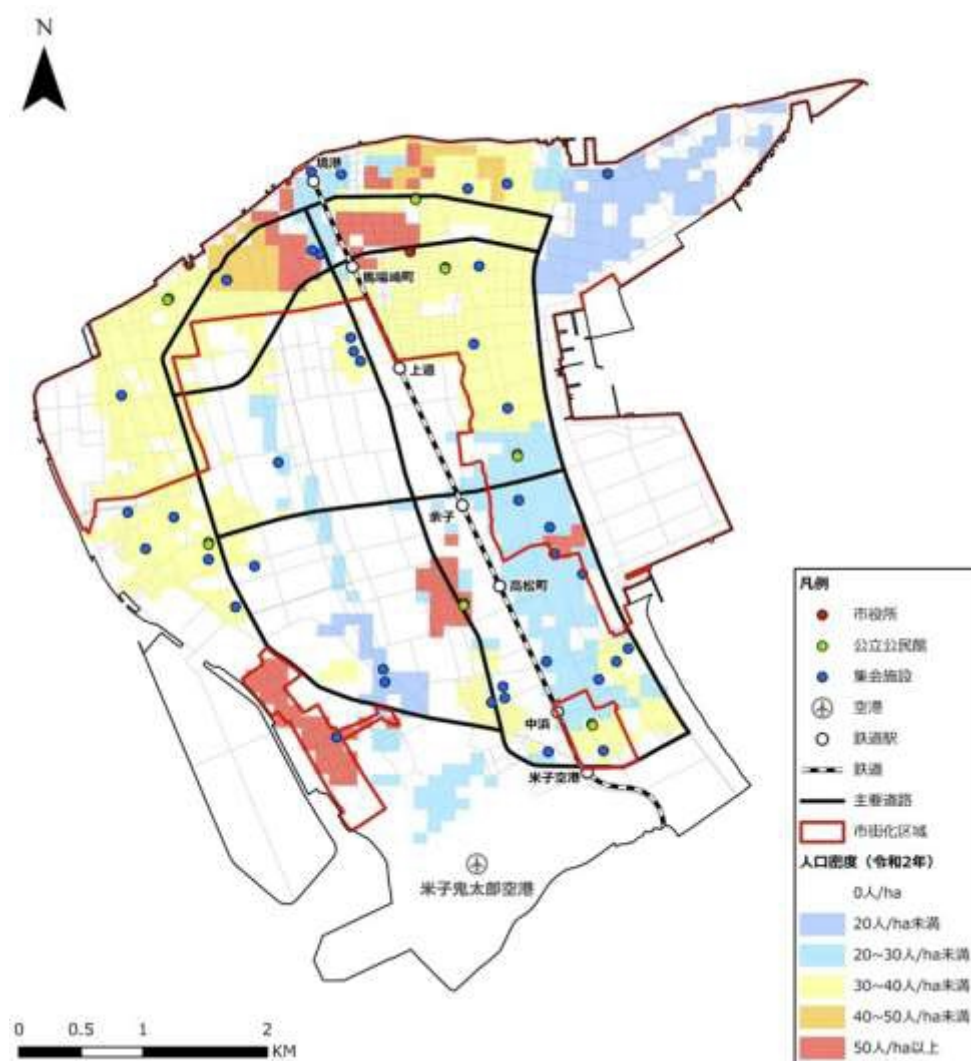 N
境港
馬場崎町
上道
余子
高松町
中浜
米子空港
米子鬼太郎空港
凡例
市役所
公立公民館
集会施設
空港
鉄道駅
鉄道
主要道路
市街化区域
人口密度（令和2年）
0人/ha
20人/ha未満
20~30人/ha未満
30~40人/ha未満
40~50人/ha未満
50人/ha以上
0 0.5 1 2
KM